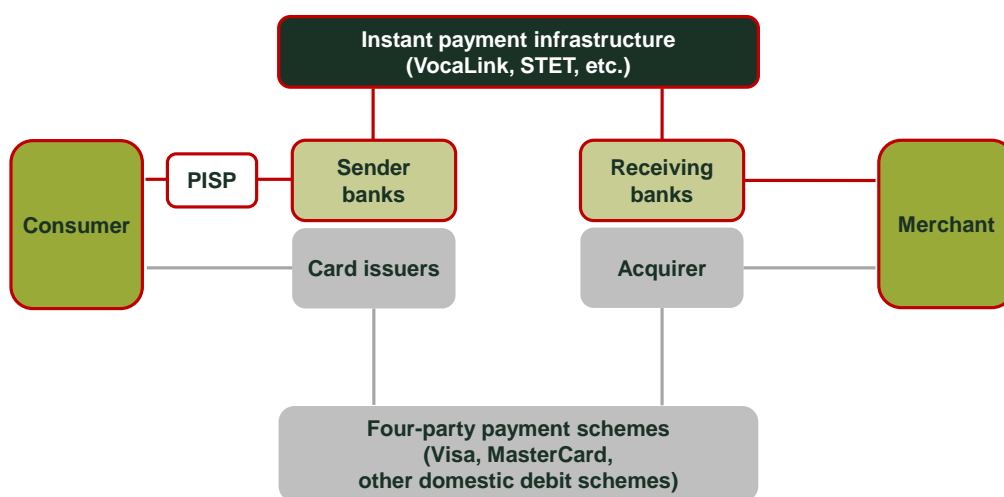 Instant payment infrastructure
(VocaLink, STET, etc.)
Consumer
PISP
Sender
banks
Receiving
banks
Merchant
Card issuers
Acquirer
Four-party payment schemes
(Visa, MasterCard,
other domestic debit schemes)